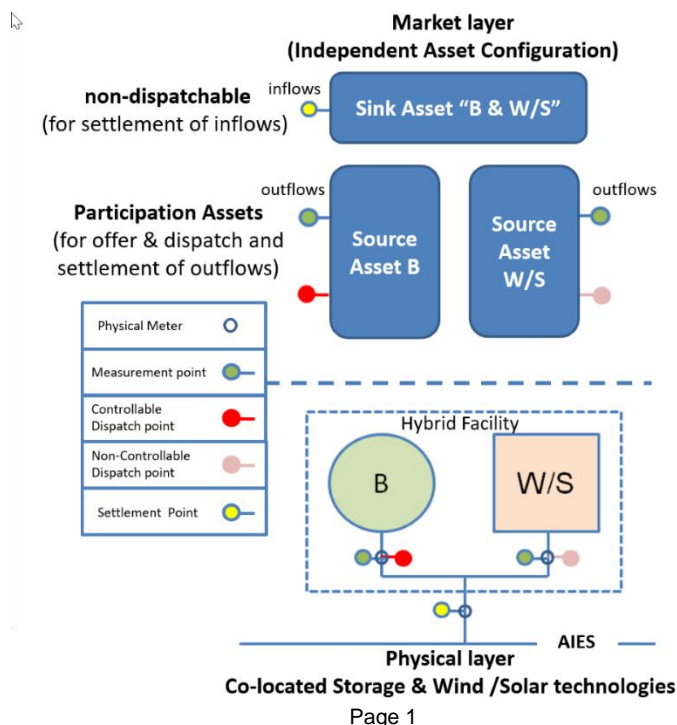 Market layer
(Independent Asset Configuration)
inflows
non-dispatchable
(for settlement of inflows)
Sink Asset “B & W/S”
outflows
outflows
Participation Assets
(for offer & dispatch and
settlement of outflows)
Source
Asset B
Source
Asset
W/S
Physical Meter
Measurement point
Controllable
Dispatch point
Non-Controllable
Dispatch point
Settlement Point
Hybrid Facility
B
W/S
AIES
Physical layer
Co-located Storage & Wind /Solar technologies
Page 1